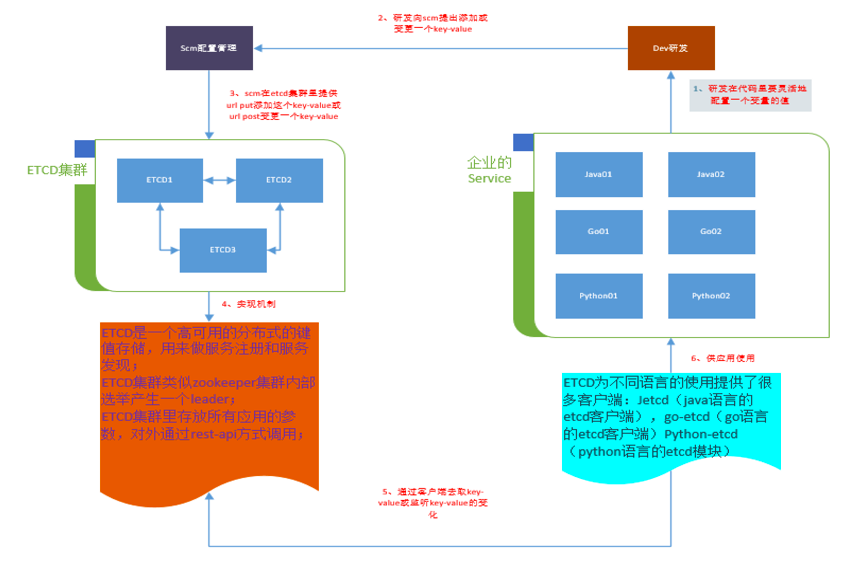 2、研发向scm提出添加或
变更一个key-value
Scm配置管理
Dev研发
3、scm在etcd集群里提供
url put添加这个key-value或
url post变更一个key-value
1、研发在代码里要灵活地
配置一个变量的值
ETCD集群
ETCD1
ETCD2
ETCD3
企业的
Service
Java01
Java02
Go01
Go02
Python01
Python02
4、实现机制
ETCD是一个高可用的分布式的键
值存储，用来做服务注册和服务
发现；
ETCD集群类似zookeeper集群内部
选举产生一个leader；
ETCD集群里存放所有应用的参
数，对外通过rest-api方式调用；
6、供应用使用
ETCD为不同语言的使用提供了很
多客户端：Jetcd（java语言的
etcd客户端），go-etcd（go语言
的etcd客户端）Python-etcd
（python语言的etcd模块）
5、通过客户端去取key-
value或监听key-value的变
化